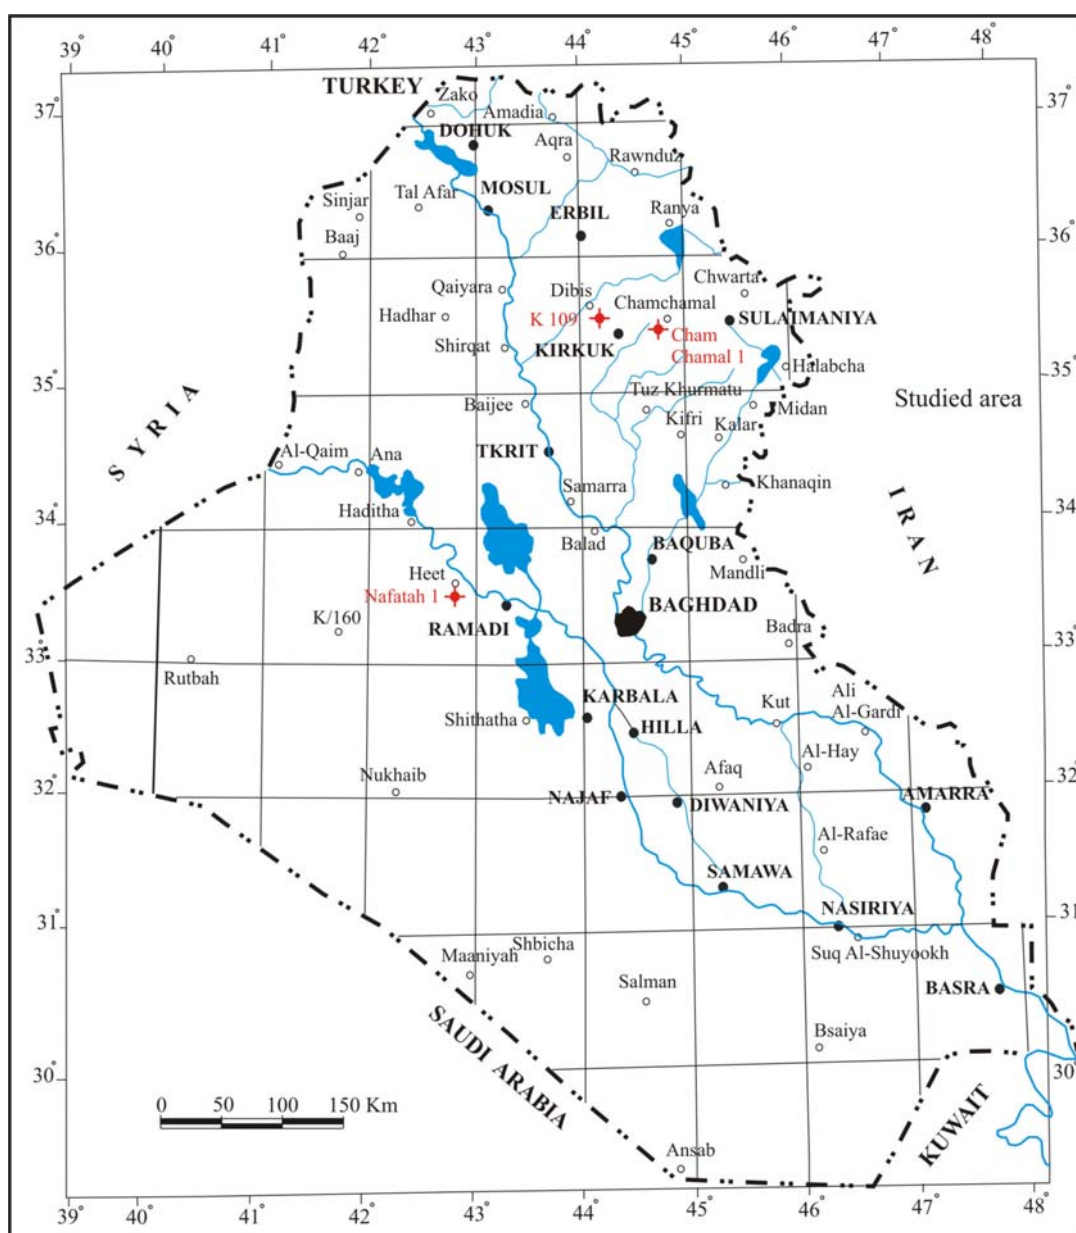 39° 40° 41° 42° 43° 44° 45° 46° 47° 48°
TURKEY
Zako
37°
37°
Amadia
DOHUK
Aqra
Rawnduz
Tal Afar
MOSUL
Sinjar
ERBIL
Ranya
Baaj
36°
36°
Chwarta
Qaiyara
Dibis
Chamchamal
Hadhar
K 109
SULAIMANIYA
Cham
Chamal 1
Shirqat
KIRKUK
Halabcha
35°
35°
Tuz Khurmatu
Baijee
Midan
Studied area
Kifri
Kalar
SYRIA
Al-Qaim
Ana
TKRIT
Khanaqin
Samarra
IRAN
34°
34°
Haditha
Balad
BAQUBA
Mandli
Heet
Nafatah 1
BAGHDAD
K/160
RAMADI
Badra
33°
33°
Rutbah
KARBALA
Ali
Al-Gardi
Kut
Shithatha
HILLA
Al-Hay
Afaq
Nukhaib
32°
32°
NAJAF
DIWANIYA
AMARRA
Al-Rafae
SAMAWA
NASIRIYA
31°
31°
Shbicha
Maaniyah
Suq Al-Shuyookh
Salman
BASRA
Bsaiya
SAUDI ARABIA
30°
30°
0 50 100 150 Km
KUWAIT
Ansab
39° 40° 41° 42° 43° 44° 45° 46° 47° 48°